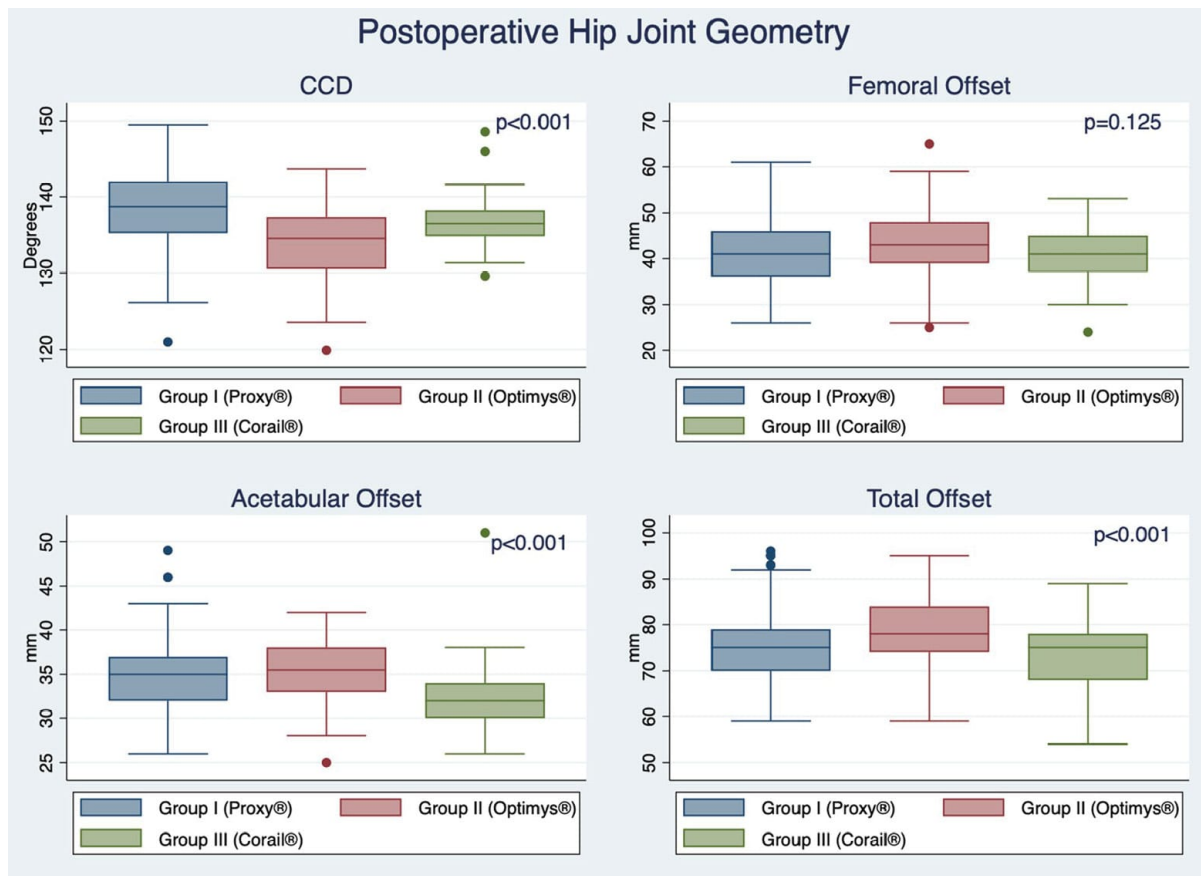 Postoperative Hip Joint Geometry
CCD
p<0.001
Degrees
150
140
130
120
Group I (Proxy®)
Group II (Optimys®)
Group III (Corail®)
Femoral Offset
p=0.125
mm
70
60
50
40
30
20
Group I (Proxy®)
Group II (Optimys®)
Group III (Corail®)
Acetabular Offset
p<0.001
mm
50
45
40
35
30
25
Group I (Proxy®)
Group II (Optimys®)
Group III (Corail®)
Total Offset
p<0.001
mm
100
90
80
70
60
50
Group I (Proxy®)
Group II (Optimys®)
Group III (Corail®)